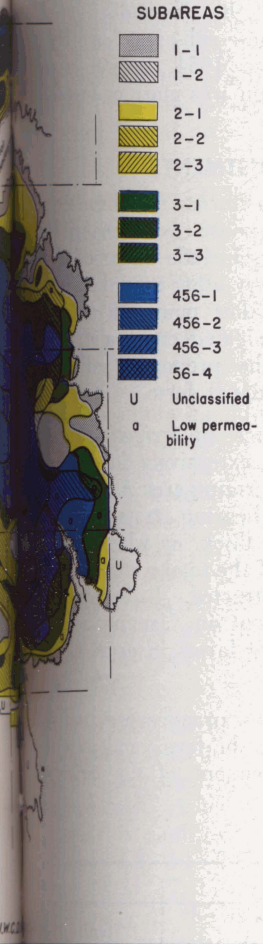 SUBAREAS
1-1
1-2
2-1
2-2
2-3
3-1
3-2
3-3
456-1
456-2
456-3
56-4
U Unclassified
a Low permea-
bility
a
U
U